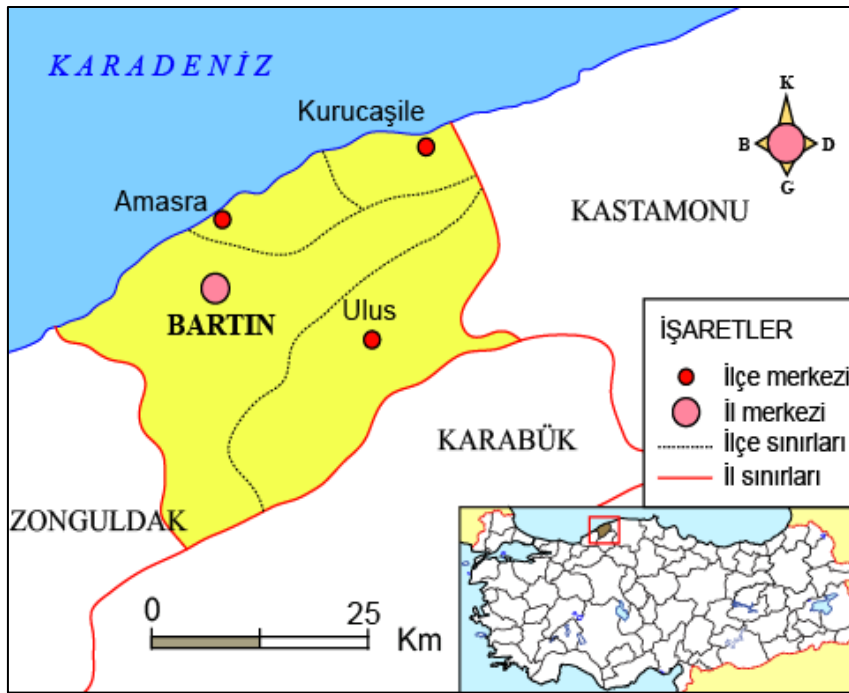 KARADENİZ
Kurucaşile
Amasra
BARTIN
Ulus
KASTAMONU
KARABÜK
ZONGULDAK
K
B
D
G
İŞARETLER
İlçe merkezi
İl merkezi
İlçe sınırları
İl sınırları
0
25
Km